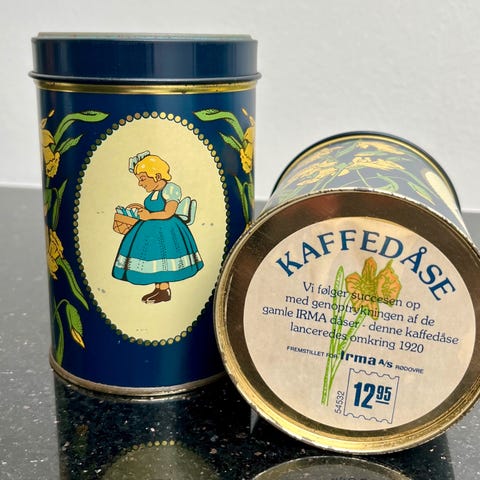 KAFFEDÅSE
Vi følger succesen op
med genoptrykningen af de
gamle IRMA dåser - denne kaffedåse
lanceredes omkring 1920
FREMSTILLET FOR Irma A/S RØDOVRE
54532
12 95